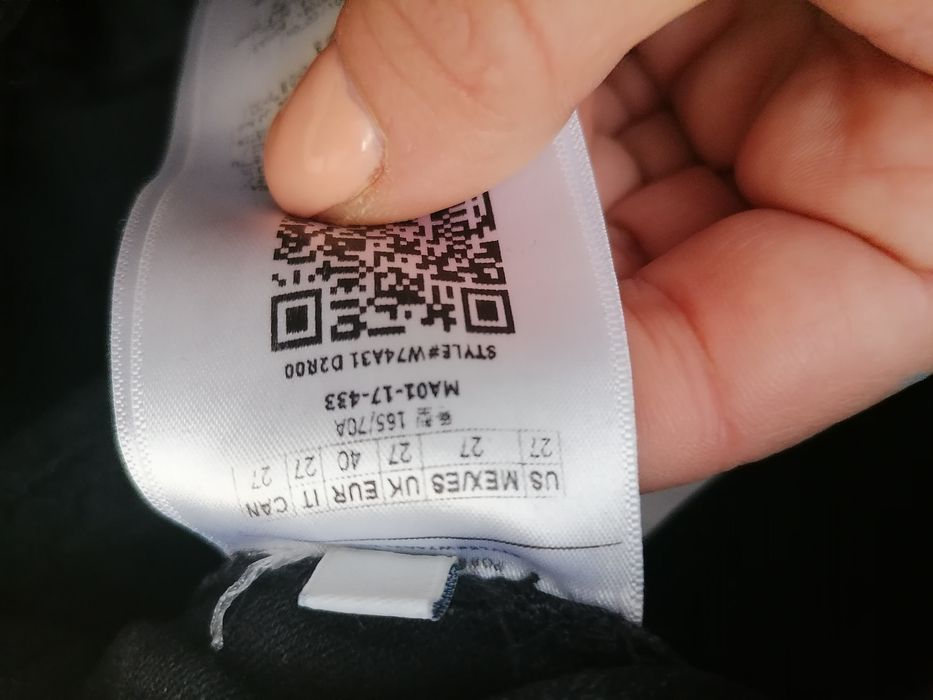 US MEX/ES UK EUR IT CAN
27 27 27 40 27 27
165/70A
MA01-17-433
STYLE#W74A31 D2R00